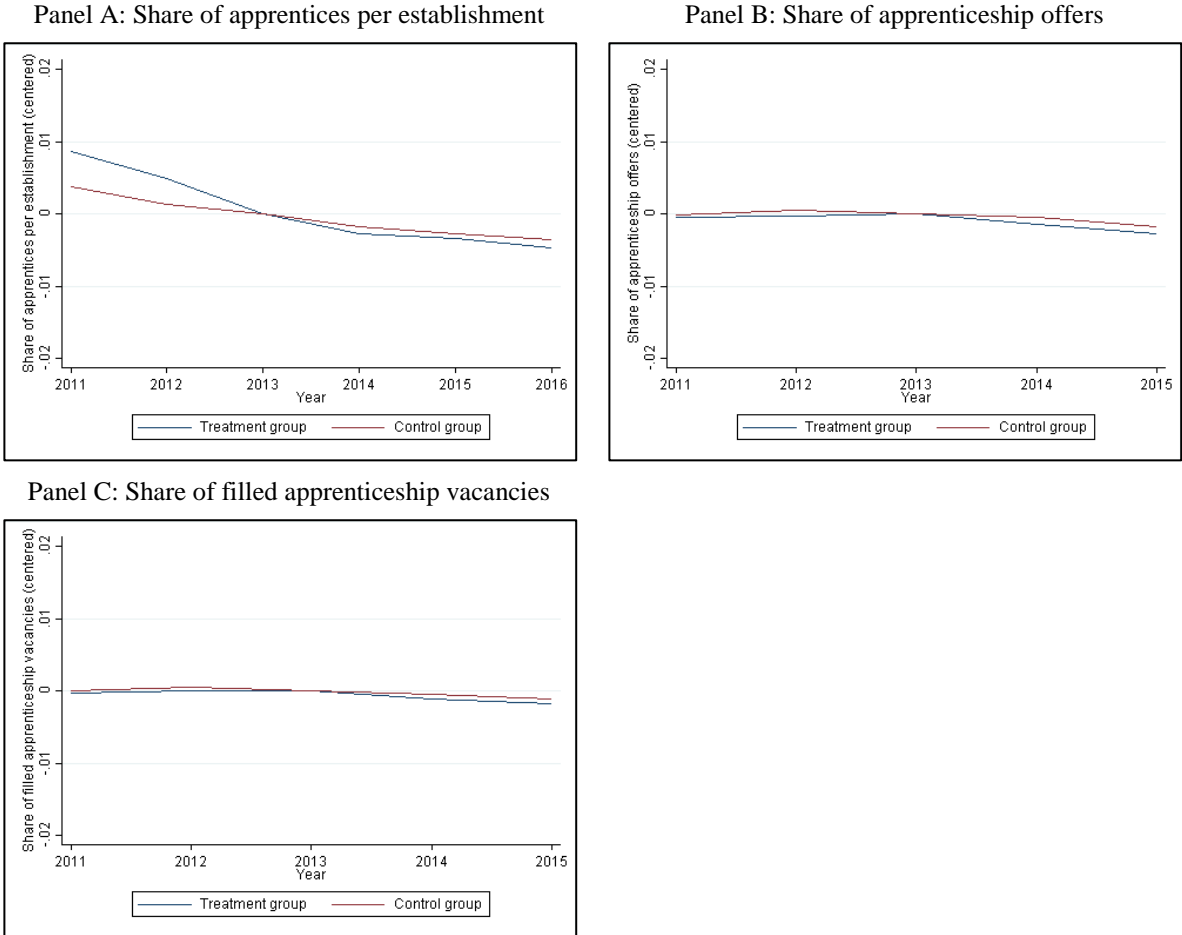 Panel A: Share of apprentices per establishment
Share of apprentices per establishment (centered)
.02
.01
0
-.01
-.02
2011 2012 2013 2014 2015 2016
Year
Treatment group Control group
Panel B: Share of apprenticeship offers
Share of apprenticeship offers (centered)
.02
.01
0
-.01
-.02
2011 2012 2013 2014 2015
Year
Treatment group Control group
Panel C: Share of filled apprenticeship vacancies
Share of filled apprenticeship vacancies (centered)
.02
.01
0
-.01
-.02
2011 2012 2013 2014 2015
Year
Treatment group Control group